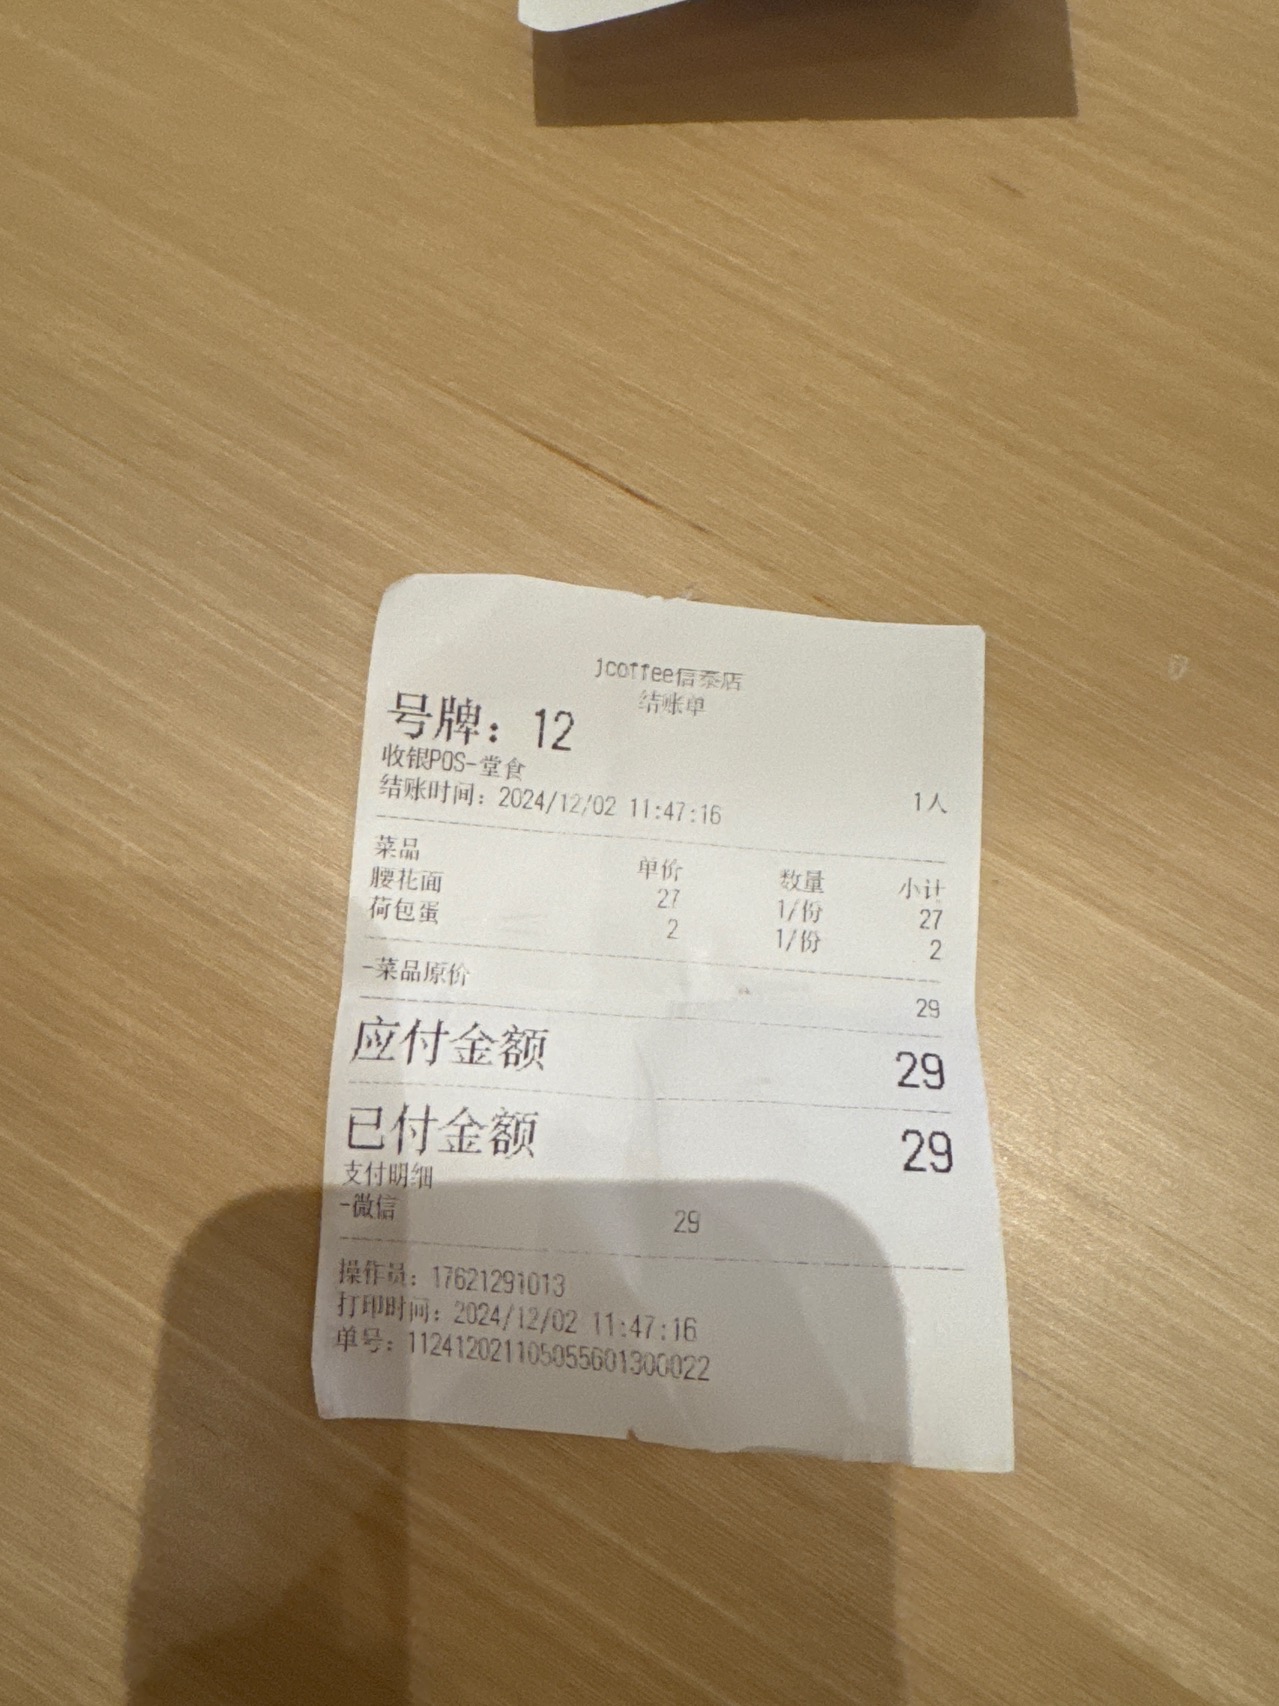 jcoffee信泰店
结账单
号牌：12
收银POS-堂食
结账时间：2024/12/02 11:47:16 1人
菜品 单价 数量 小计
腰花面 27 1/份 27
荷包蛋 2 1/份 2
-菜品原价 29
应付金额 29
已付金额 29
支付明细
-微信 29
操作员：17621291013
打印时间：2024/12/02 11:47:16
单号：112412021105055601300022